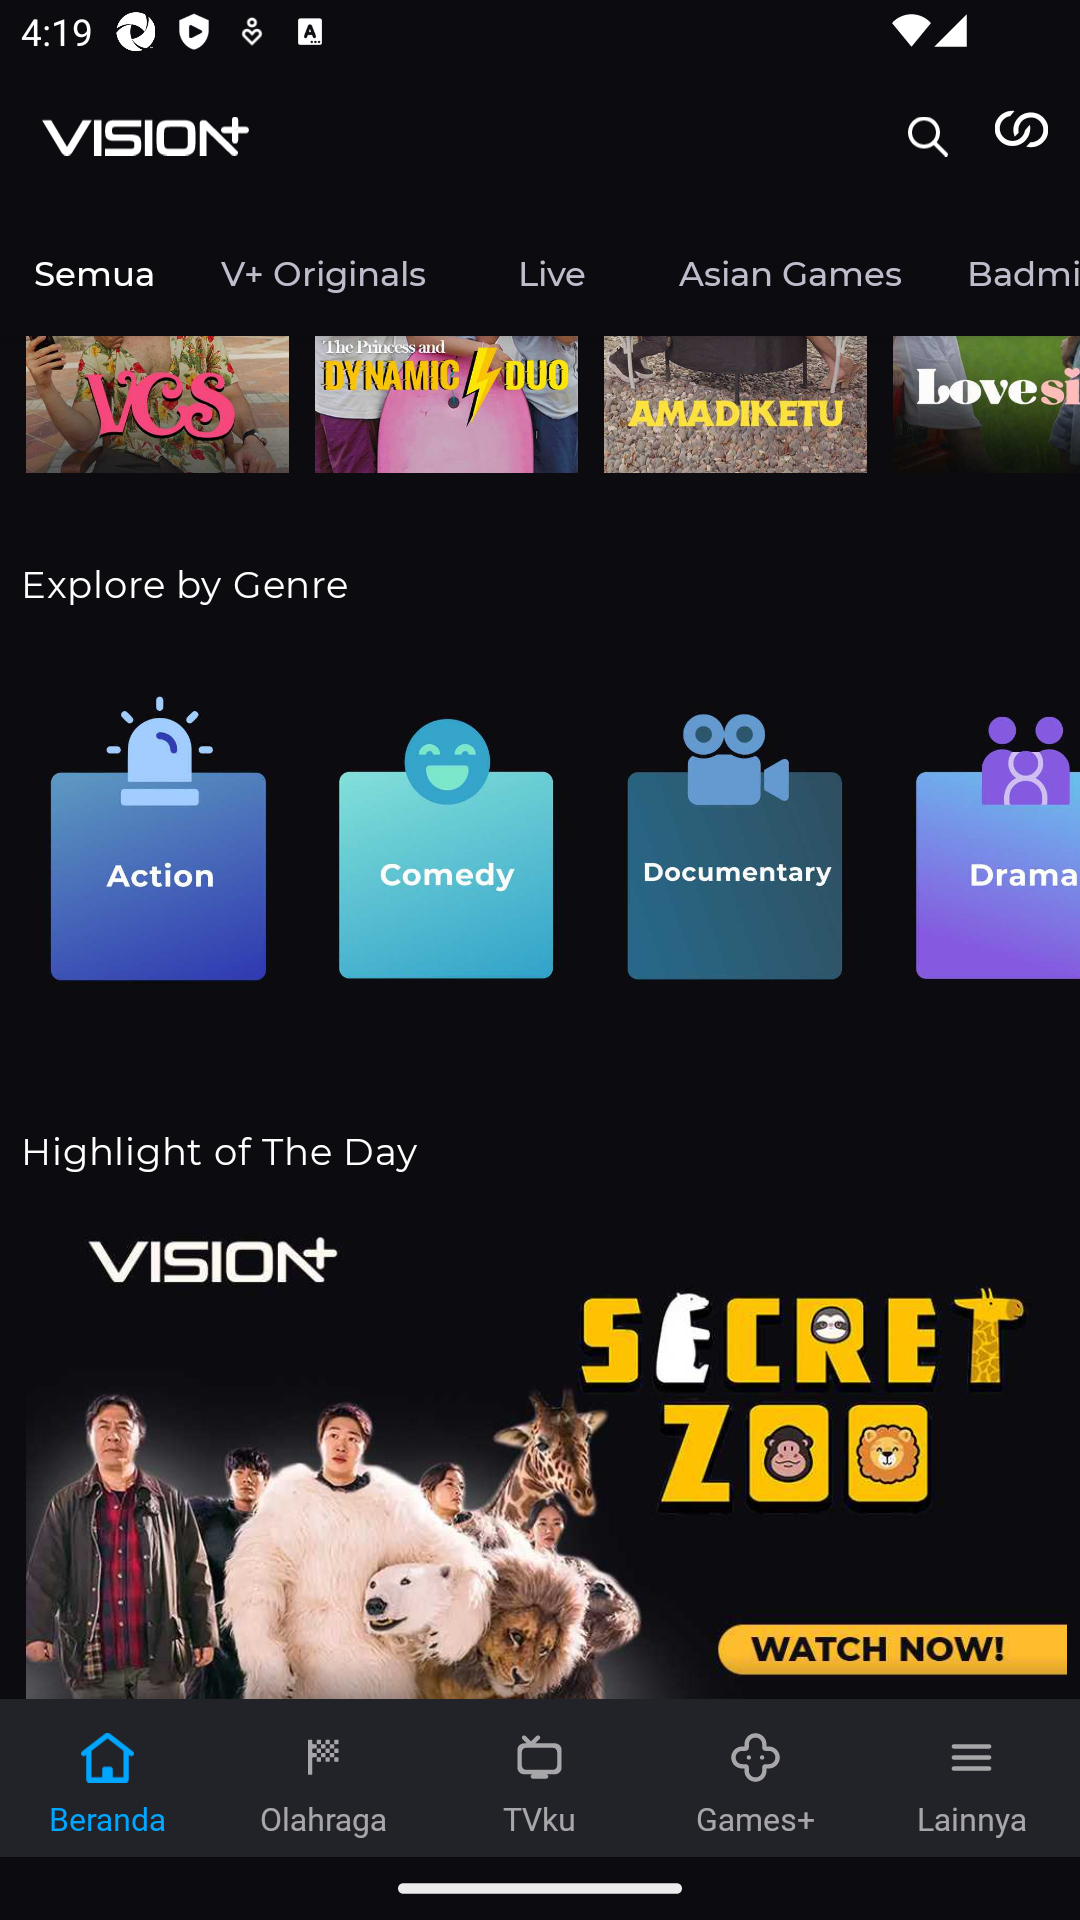 4:19
VISION+
Semua V+ Originals Live Asian Games Badmi
VCS
The Princess and
DYNAMIC DUO
AMADIKETU
Lovesi
Explore by Genre
Action
Comedy
Documentary
Drama
Highlight of The Day
VISION+
SECRET
ZOO
WATCH NOW!
Beranda Olahraga TVku Games+ Lainnya